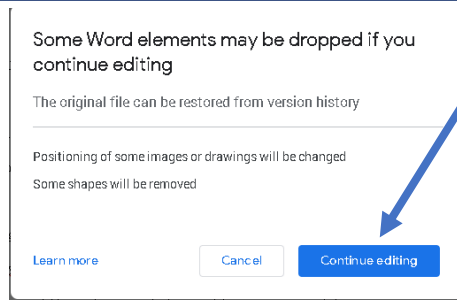 Some Word elements may be dropped if you
continue editing
The original file can be restored from version history
Positioning of some images or drawings will be changed
Some shapes will be removed
Learn more
Cancel
Continue editing